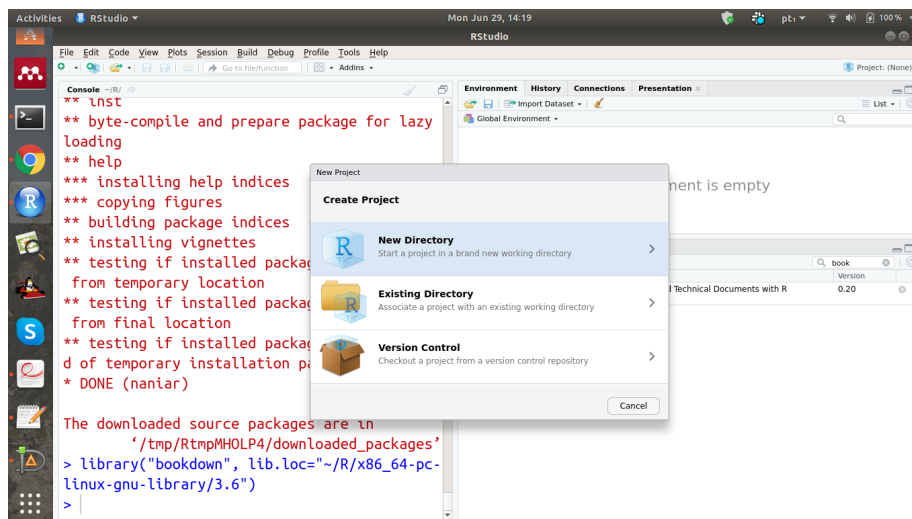 Activities RStudio Mon Jun 29, 14:19 pt₁ 100 %
RStudio
File Edit Code View Plots Session Build Debug Profile Tools Help
Go to file/function Addins Project: (None)
Console ~/R/
** inst
** byte-compile and prepare package for lazy
loading
** help
*** installing help indices
*** copying figures
** building package indices
** installing vignettes
** testing if installed packag
from temporary location
** testing if installed packag
from final location
** testing if installed packag
d of temporary installation pa
* DONE (naniar)
The downloaded source packages are in
‘/tmp/RtmpMHOLP4/downloaded_packages’
> library("bookdown", lib.loc="~/R/x86_64-pc-
linux-gnu-library/3.6")
>
Environment History Connections Presentation
Import Dataset List
Global Environment
ment is empty
book
Version
d Technical Documents with R 0.20
New Project
Create Project
New Directory
Start a project in a brand new working directory
Existing Directory
Associate a project with an existing working directory
Version Control
Checkout a project from a version control repository
Cancel